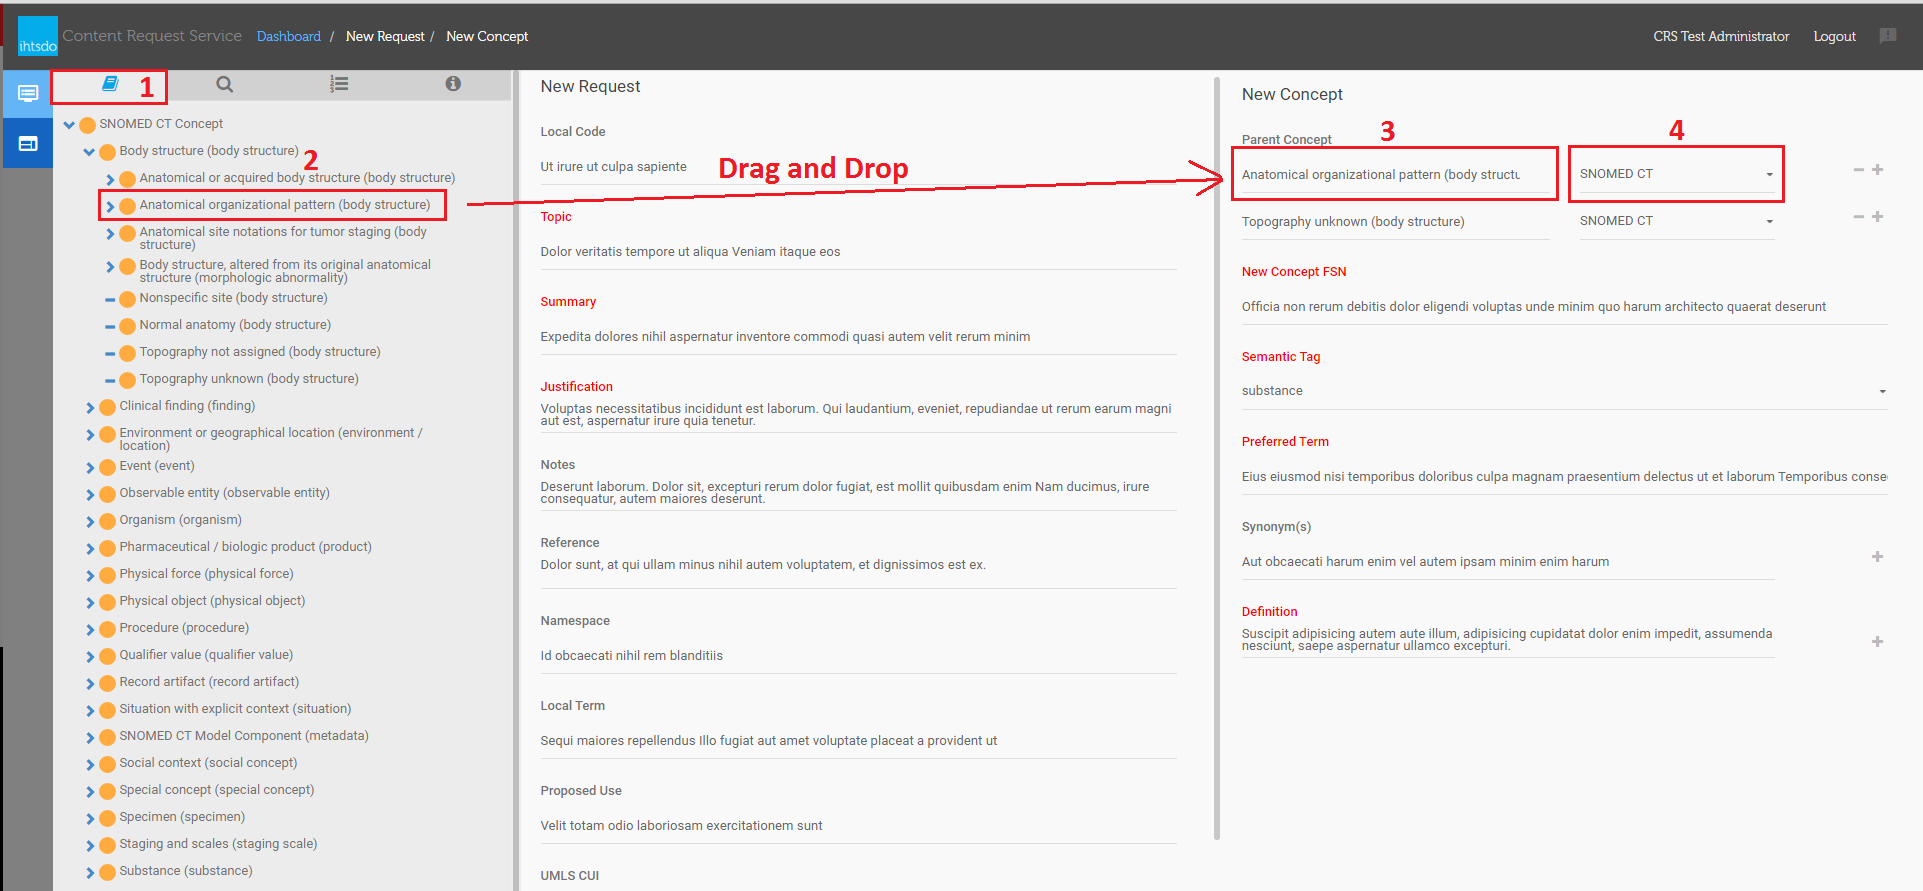 ihtsdo
Content Request Service Dashboard / New Request / New Concept
CRS Test Administrator Logout
1
SNOMED CT Concept
Body structure (body structure)
2
Anatomical or acquired body structure (body structure)
Anatomical organizational pattern (body structure)
Anatomical site notations for tumor staging (body
structure)
Body structure, altered from its original anatomical
structure (morphologic abnormality)
Nonspecific site (body structure)
Normal anatomy (body structure)
Topography not assigned (body structure)
Topography unknown (body structure)
Clinical finding (finding)
Environment or geographical location (environment /
location)
Event (event)
Observable entity (observable entity)
Organism (organism)
Pharmaceutical / biologic product (product)
Physical force (physical force)
Physical object (physical object)
Procedure (procedure)
Qualifier value (qualifier value)
Record artifact (record artifact)
Situation with explicit context (situation)
SNOMED CT Model Component (metadata)
Social context (social concept)
Special concept (special concept)
Specimen (specimen)
Staging and scales (staging scale)
Substance (substance)
New Request
Local Code
Ut irure ut culpa sapiente
Drag and Drop
Topic
Dolor veritatis tempore ut aliqua Veniam itaque eos
Summary
Expedita dolores nihil aspernatur inventore commodi quasi autem velit rerum minim
Justification
Voluptas necessitatibus incididunt est laborum. Qui laudantium, eveniet, repudiandae ut rerum earum magni
aut est, aspernatur irure quia tenetur.
Notes
Deserunt laborum. Dolor sit, excepturi rerum dolor fugiat, est mollit quibusdam enim Nam ducimus, irure
consequatur, autem maiores deserunt.
Reference
Dolor sunt, at qui ullam minus nihil autem voluptatem, et dignissimos est ex.
Namespace
Id obcaecati nihil rem blanditiis
Local Term
Sequi maiores repellendus Illo fugiat aut amet voluptate placeat a provident ut
Proposed Use
Velit totam odio laboriosam exercitationem sunt
UMLS CUI
New Concept
Parent Concept
3
4
Anatomical organizational pattern (body structu
SNOMED CT
Topography unknown (body structure)
SNOMED CT
New Concept FSN
Officia non rerum debitis dolor eligendi voluptas unde minim quo harum architecto quaerat deserunt
Semantic Tag
substance
Preferred Term
Eius eiusmod nisi temporibus doloribus culpa magnam praesentium delectus ut et laborum Temporibus conse
Synonym(s)
Aut obcaecati harum enim vel autem ipsam minim enim harum
Definition
Suscipit adipisicing autem aute illum, adipisicing cupidatat dolor enim impedit, assumenda
nesciunt, saepe aspernatur ullamco excepturi.